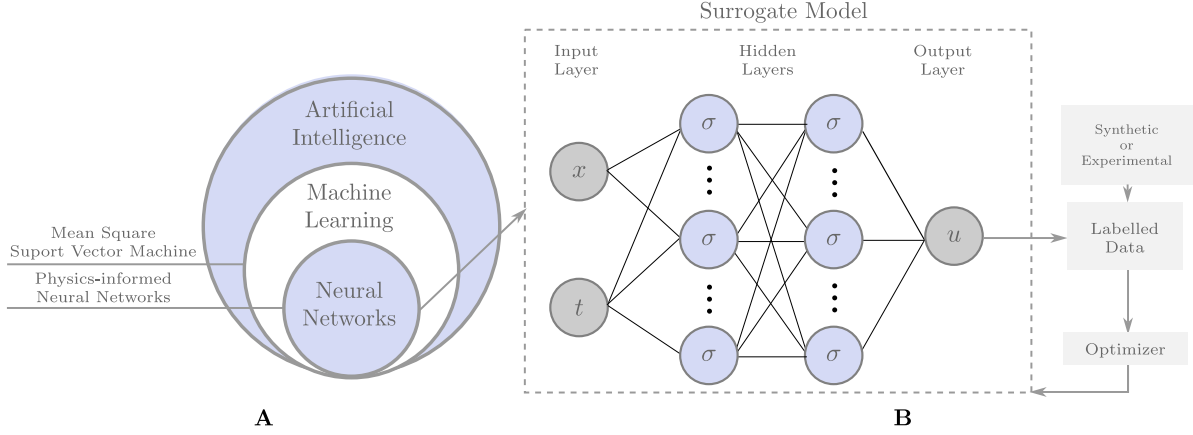 Artificial
Intelligence
Machine
Learning
Neural
Networks
Mean Square
Suport Vector Machine
Physics-informed
Neural Networks
A
Surrogate Model
Input
Layer
Hidden
Layers
Output
Layer
x
t
σ
σ
σ
σ
σ
σ
u
Synthetic
or
Experimental
Labelled
Data
Optimizer
B